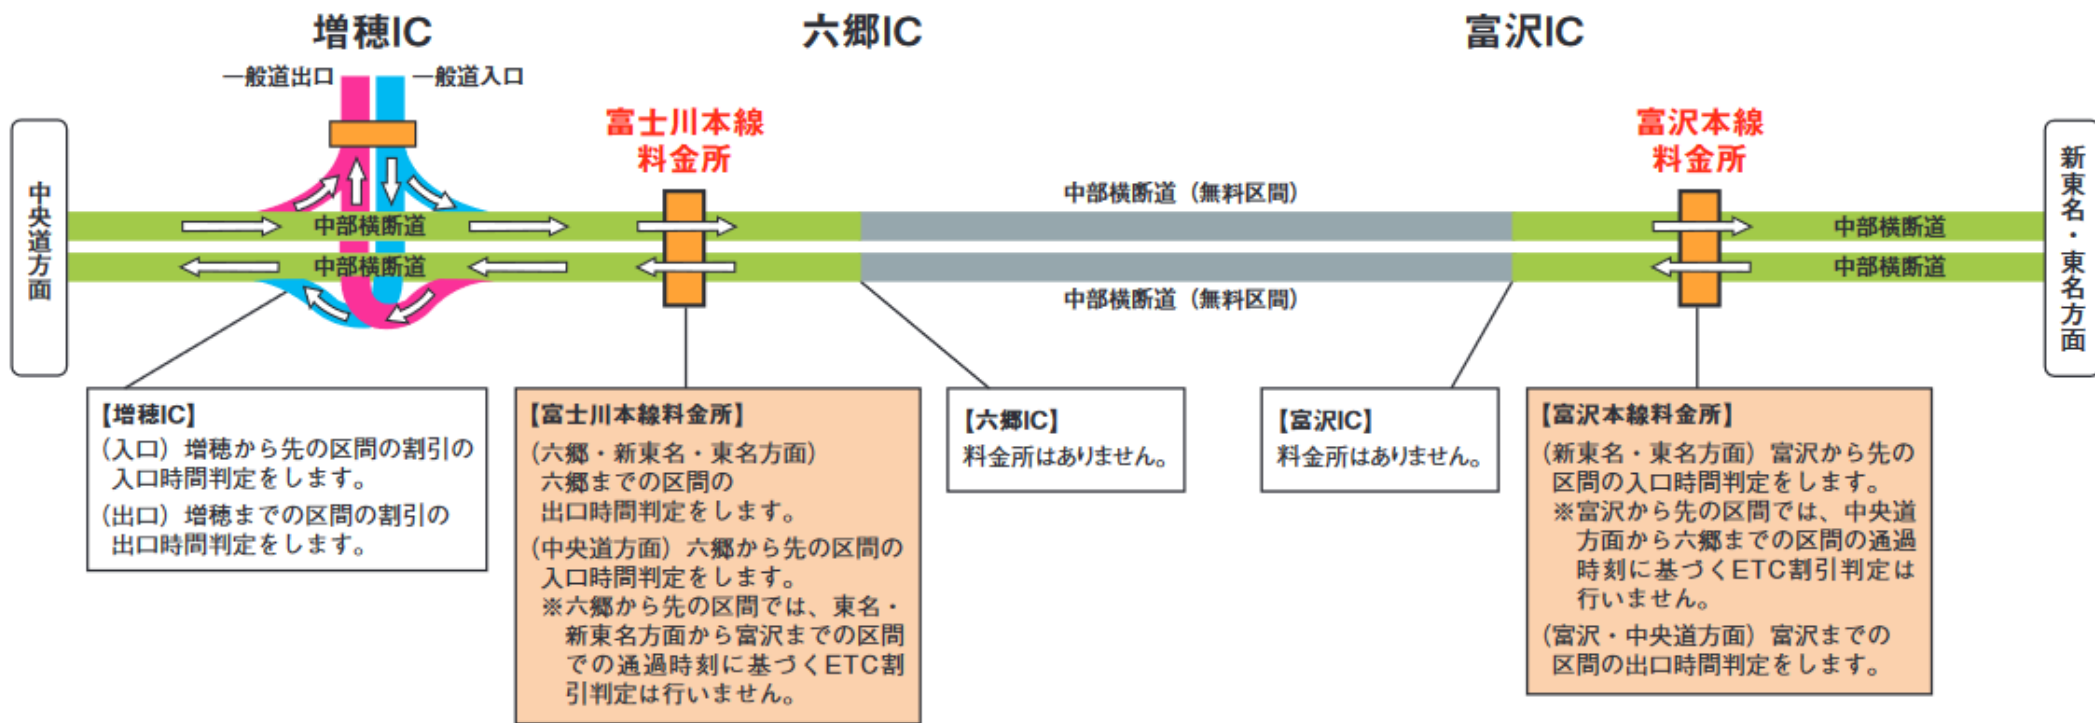 増穂IC
六郷IC
富沢IC
一般道出口
一般道入口
富士川本線
料金所
富沢本線
料金所
中央道方面
新東名・東名方面
中部横断道(無料区間)
中部横断道
中部横断道
中部横断道
中部横断道
中部横断道(無料区間)
【増穂IC】
(入口)増穂から先の区間の割引の
入口時間判定をします。
(出口)増穂までの区間の割引の
出口時間判定をします。
【富士川本線料金所】
(六郷・新東名・東名方面)
六郷までの区間の
出口時間判定をします。
(中央道方面)六郷から先の区間の
入口時間判定をします。
※六郷から先の区間では、東名・
新東名方面から富沢までの区間
での通過時刻に基づくETC割
引判定は行いません。
【六郷IC】
料金所はありません。
【富沢IC】
料金所はありません。
【富沢本線料金所】
(新東名・東名方面)富沢から先の
区間の入口時間判定をします。
※富沢から先の区間では、中央道
方面から六郷までの区間の通過
時刻に基づくETC割引判定は
行いません。
(富沢・中央道方面)富沢までの
区間の出口時間判定をします。